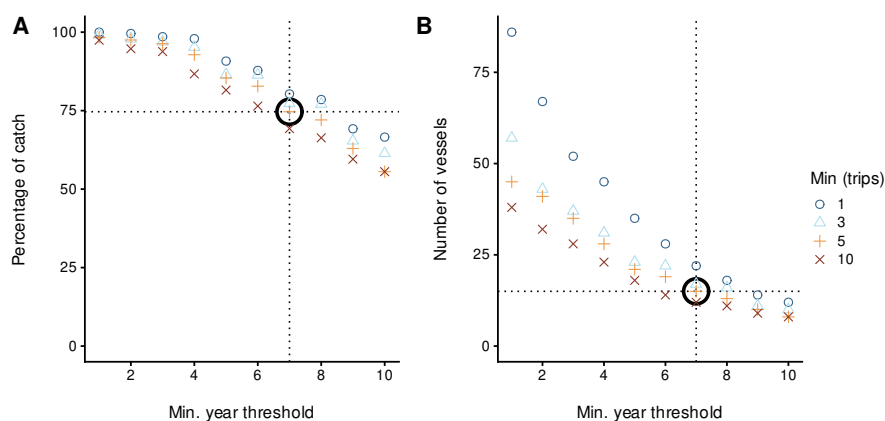 A
Percentage of catch
100
75
50
25
0
2 4 6 8 10
Min. year threshold
B
Number of vessels
75
50
25
0
2 4 6 8 10
Min. year threshold
Min (trips)
1
3
5
10